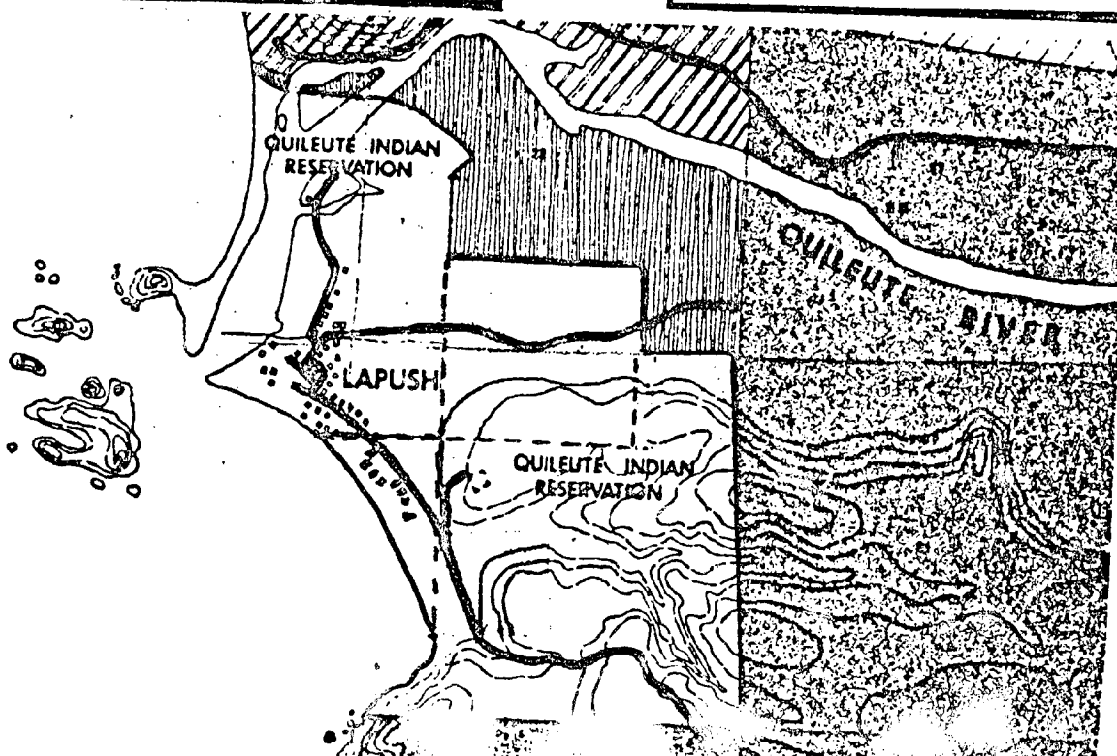 QUILEUTE INDIAN
RESERVATION
QUILEUTE RIVER
LAPUSH
QUILEUTE INDIAN
RESERVATION